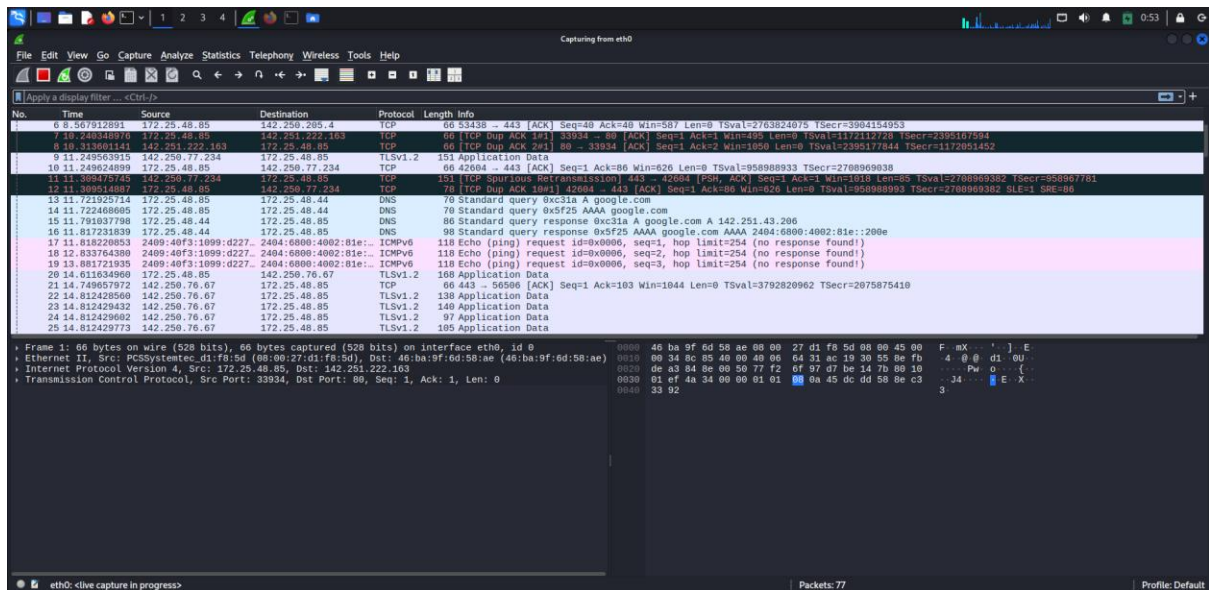 1 2 3 4
0:53
Capturing from eth0
File Edit View Go Capture Analyze Statistics Telephony Wireless Tools Help
Apply a display filter ... <Ctrl-/>
No. Time Source Destination Protocol Length Info
6 8.567912891 172.25.48.85 142.250.205.4 TCP 66 53438 → 443 [ACK] Seq=40 Ack=40 Win=587 Len=0 TSval=2763824075 TSecr=3904154953
7 10.240348976 172.25.48.85 142.251.222.163 TCP 66 [TCP Dup ACK 1#1] 33934 → 80 [ACK] Seq=1 Ack=1 Win=495 Len=0 TSval=1172112728 TSecr=2395167594
8 10.313601141 142.251.222.163 172.25.48.85 TCP 66 [TCP Dup ACK 2#1] 80 → 33934 [ACK] Seq=1 Ack=2 Win=1050 Len=0 TSval=2395177844 TSecr=1172051452
9 11.249563915 142.250.77.234 172.25.48.85 TLSv1.2 151 Application Data
10 11.249624899 172.25.48.85 142.250.77.234 TCP 66 42604 → 443 [ACK] Seq=1 Ack=86 Win=626 Len=0 TSval=958988933 TSecr=2708969038
11 11.309475745 142.250.77.234 172.25.48.85 TCP 151 [TCP Spurious Retransmission] 443 → 42604 [PSH, ACK] Seq=1 Ack=1 Win=1018 Len=85 TSval=2708969382 TSecr=958967781
12 11.309514887 172.25.48.85 142.250.77.234 TCP 78 [TCP Dup ACK 10#1] 42604 → 443 [ACK] Seq=1 Ack=86 Win=626 Len=0 TSval=958988993 TSecr=2708969382 SLE=1 SRE=86
13 11.721925714 172.25.48.85 172.25.48.44 DNS 70 Standard query 0xc31a A google.com
14 11.722468605 172.25.48.85 172.25.48.44 DNS 70 Standard query 0x5f25 AAAA google.com
15 11.791037798 172.25.48.44 172.25.48.85 DNS 86 Standard query response 0xc31a A google.com A 142.251.43.206
16 11.817231839 172.25.48.44 172.25.48.85 DNS 98 Standard query response 0x5f25 AAAA google.com AAAA 2404:6800:4002:81e::200e
17 11.818220853 2409:40f3:1099:d227… 2404:6800:4002:81e:… ICMPv6 118 Echo (ping) request id=0x0006, seq=1, hop limit=254 (no response found!)
18 12.833764380 2409:40f3:1099:d227… 2404:6800:4002:81e:… ICMPv6 118 Echo (ping) request id=0x0006, seq=2, hop limit=254 (no response found!)
19 13.881721935 2409:40f3:1099:d227… 2404:6800:4002:81e:… ICMPv6 118 Echo (ping) request id=0x0006, seq=3, hop limit=254 (no response found!)
20 14.611634960 172.25.48.85 142.250.76.67 TLSv1.2 168 Application Data
21 14.749657972 142.250.76.67 172.25.48.85 TCP 66 443 → 56506 [ACK] Seq=1 Ack=103 Win=1044 Len=0 TSval=3792820962 TSecr=2075875410
22 14.812428560 142.250.76.67 172.25.48.85 TLSv1.2 138 Application Data
23 14.812429432 142.250.76.67 172.25.48.85 TLSv1.2 140 Application Data
24 14.812429602 142.250.76.67 172.25.48.85 TLSv1.2 97 Application Data
25 14.812429773 142.250.76.67 172.25.48.85 TLSv1.2 105 Application Data
Frame 1: 66 bytes on wire (528 bits), 66 bytes captured (528 bits) on interface eth0, id 0
Ethernet II, Src: PCSSystemtec_d1:f8:5d (08:00:27:d1:f8:5d), Dst: 46:ba:9f:6d:58:ae (46:ba:9f:6d:58:ae)
Internet Protocol Version 4, Src: 172.25.48.85, Dst: 142.251.222.163
Transmission Control Protocol, Src Port: 33934, Dst Port: 80, Seq: 1, Ack: 1, Len: 0
0000 46 ba 9f 6d 58 ae 08 00 27 d1 f8 5d 08 00 45 00 F··mX···'··]··E·
0010 00 34 8c 85 40 00 40 06 64 31 ac 19 30 55 8e fb ·4··@·@·d1··0U··
0020 de a3 84 8e 00 50 77 f2 6f 97 d7 be 14 7b 80 10 ·····Pw·o····{··
0030 01 ef 4a 34 00 00 01 01 08 0a 45 dc dd 58 8e c3 ··J4······E··X··
0040 33 92 3·
eth0: <live capture in progress>
Packets: 77
Profile: Default